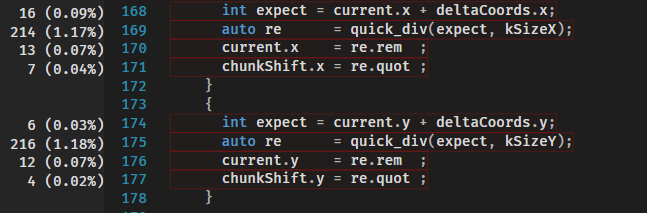 16 (0.09%) 168 int expect = current.x + deltaCoords.x;
214 (1.17%) 169 auto re = quick_div(expect, kSizeX);
13 (0.07%) 170 current.x = re.rem ;
7 (0.04%) 171 chunkShift.x = re.quot ;
172 }
173 {
6 (0.03%) 174 int expect = current.y + deltaCoords.y;
216 (1.18%) 175 auto re = quick_div(expect, kSizeY);
12 (0.07%) 176 current.y = re.rem ;
4 (0.02%) 177 chunkShift.y = re.quot ;
178 }